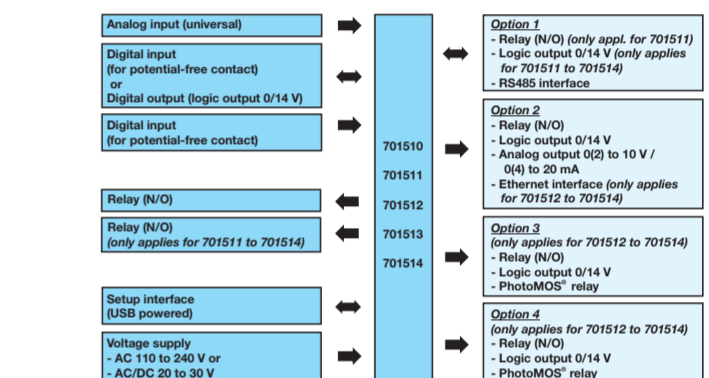 Analog input (universal)
Digital input
(for potential-free contact)
or
Digital output (logic output 0/14 V)
Digital input
(for potential-free contact)
Relay (N/O)
Relay (N/O)
(only applies for 701511 to 701514)
Setup interface
(USB powered)
Voltage supply
- AC 110 to 240 V or
- AC/DC 20 to 30 V
701510
701511
701512
701513
701514
Option 1
- Relay (N/O) (only appl. for 701511)
- Logic output 0/14 V (only applies
for 701511 to 701514)
- RS485 interface
Option 2
- Relay (N/O)
- Logic output 0/14 V
- Analog output 0(2) to 10 V /
0(4) to 20 mA
- Ethernet interface (only applies
for 701512 to 701514)
Option 3
(only applies for 701512 to 701514)
- Relay (N/O)
- Logic output 0/14 V
- PhotoMOS® relay
Option 4
(only applies for 701512 to 701514)
- Relay (N/O)
- Logic output 0/14 V
- PhotoMOS® relay